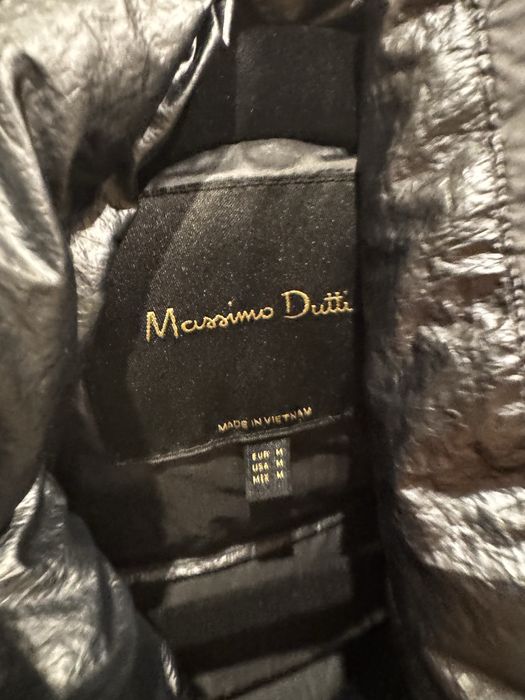 Massimo Dutti
MADE IN VIETNAM
EUR M
USA M
MEX M